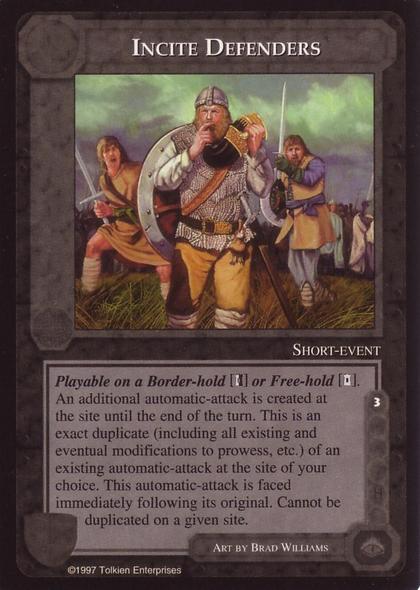 INCITE DEFENDERS
SHORT-EVENT
Playable on a Border-hold [] or Free-hold [].
An additional automatic-attack is created at
the site until the end of the turn. This is an
exact duplicate (including all existing and
eventual modifications to prowess, etc.) of an
existing automatic-attack at the site of your
choice. This automatic-attack is faced
immediately following its original. Cannot be
duplicated on a given site.
3
ART BY BRAD WILLIAMS
©1997 Tolkien Enterprises